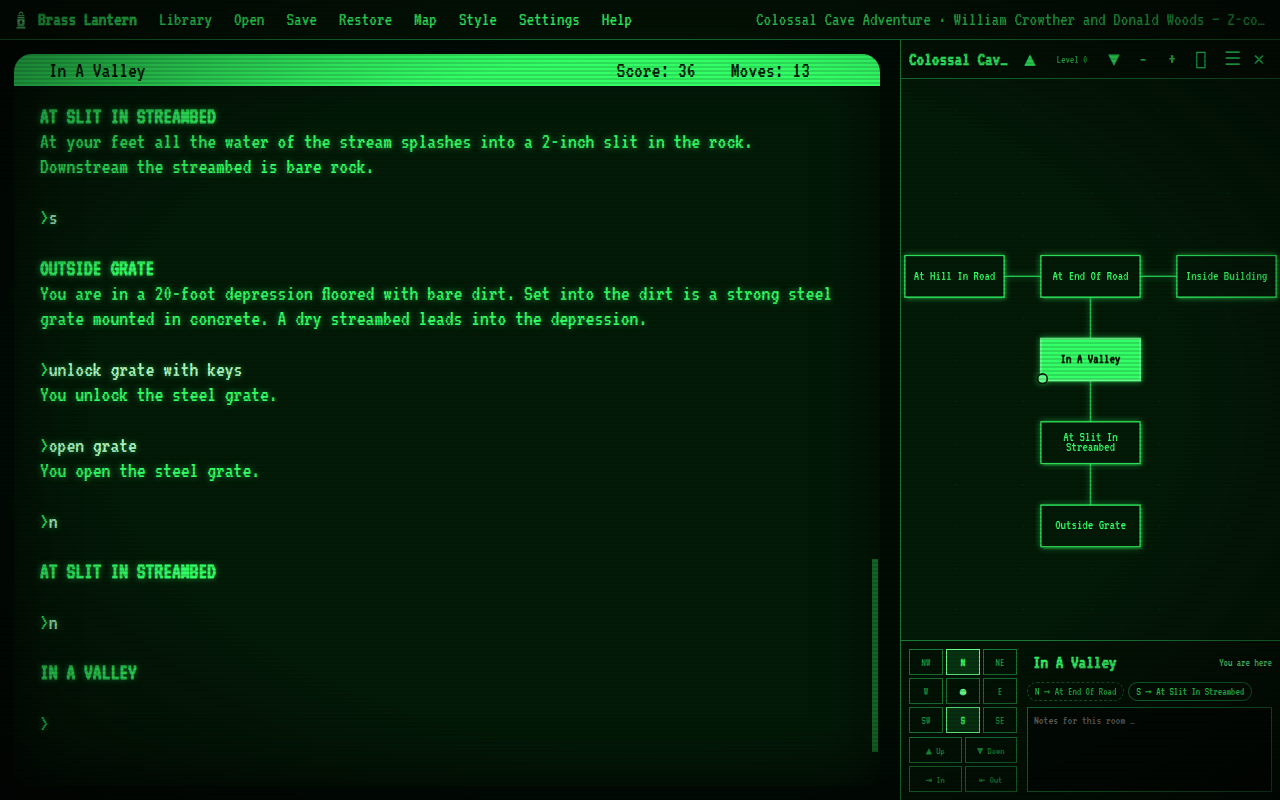 Brass Lantern Library Open Save Restore Map Style Settings Help Colossal Cave Adventure · William Crowther and Donald Woods — Z-co…
In A Valley Score: 36 Moves: 13
AT SLIT IN STREAMBED
At your feet all the water of the stream splashes into a 2-inch slit in the rock.
Downstream the streambed is bare rock.
>s
OUTSIDE GRATE
You are in a 20-foot depression floored with bare dirt. Set into the dirt is a strong steel
grate mounted in concrete. A dry streambed leads into the depression.
>unlock grate with keys
You unlock the steel grate.
>open grate
You open the steel grate.
>n
AT SLIT IN STREAMBED
>n
IN A VALLEY
>
Colossal Cav… ▲ Level 0 ▼ - + ☰ ×
At Hill In Road At End Of Road Inside Building
In A Valley
At Slit In
Streambed
Outside Grate
NW N NE
W E
SW S SE
▲ Up ▼ Down
⇥ In ⇤ Out
In A Valley You are here
N → At End Of Road S → At Slit In Streambed
Notes for this room …